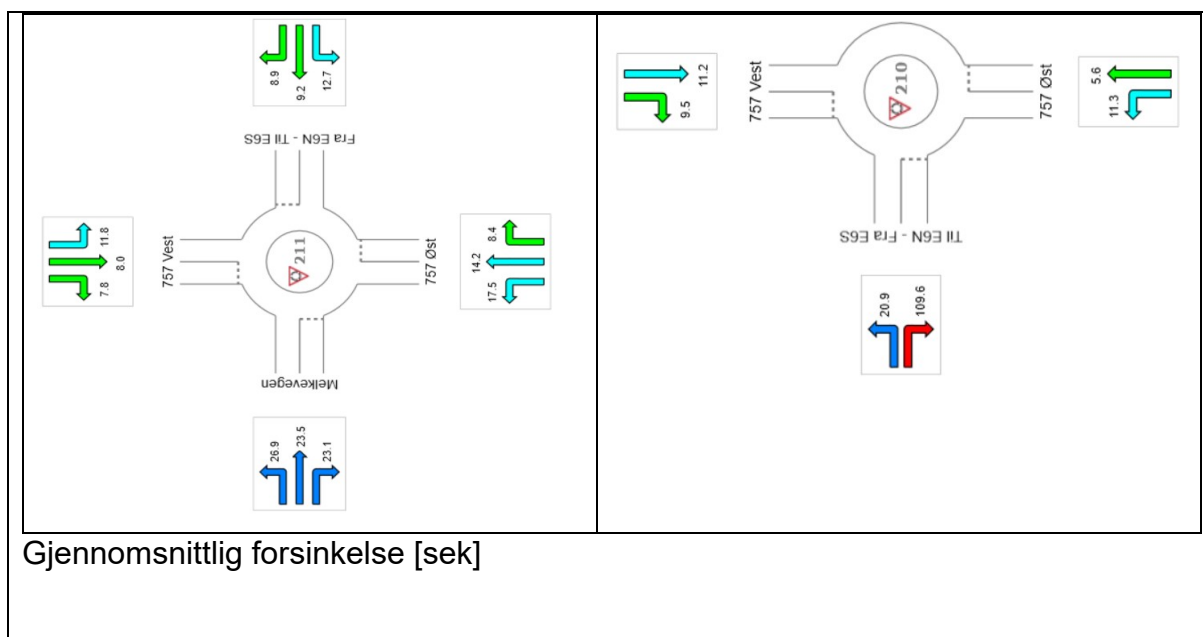 8.9
9.2
12.7
Fra E6N - Til E6S
757 Vest
11.8
8.0
7.8
211
757 Øst
8.4
14.2
17.5
Melkevegen
26.9
23.5
23.1
757 Vest
11.2
9.5
210
757 Øst
5.6
11.3
Til E6N - Fra E6S
20.9
109.6
Gjennomsnittlig forsinkelse [sek]